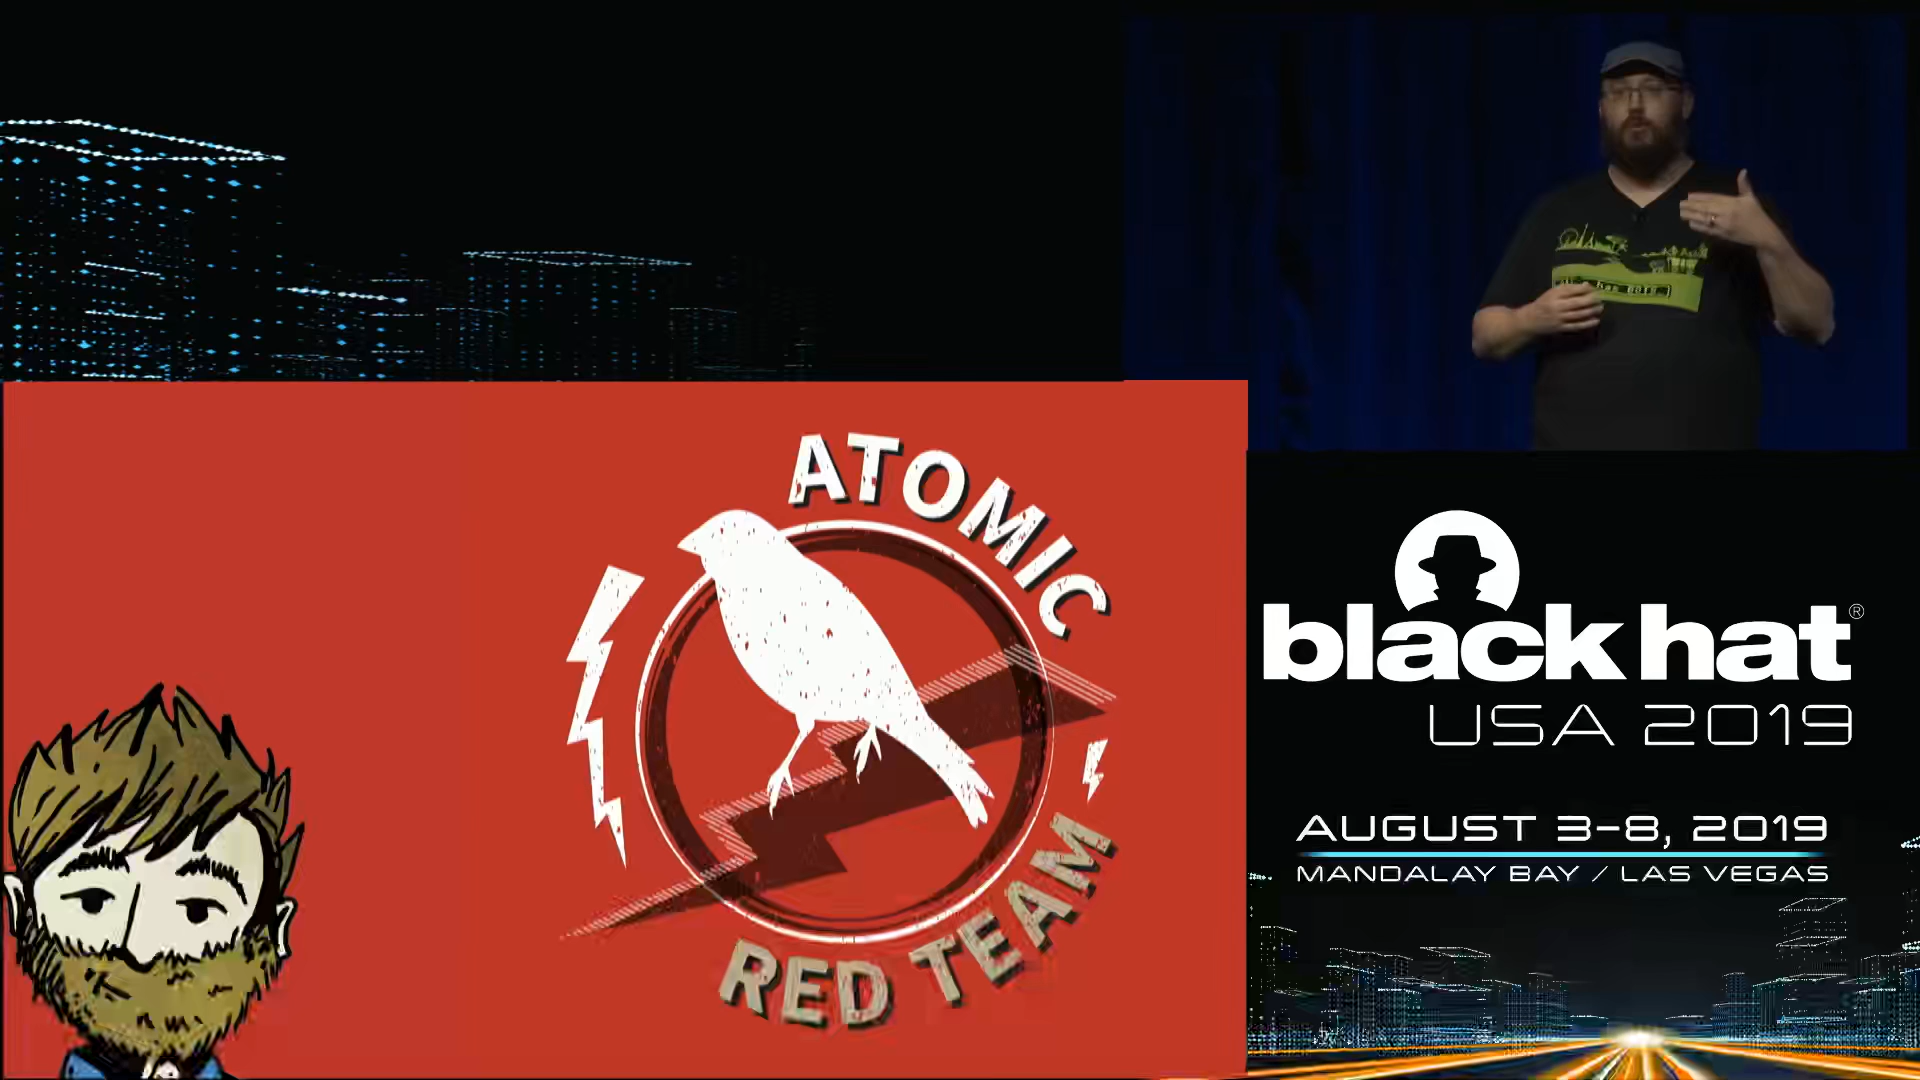 ATOMIC
RED TEAM
black hat®
USA 2019
AUGUST 3-8, 2019
MANDALAY BAY / LAS VEGAS